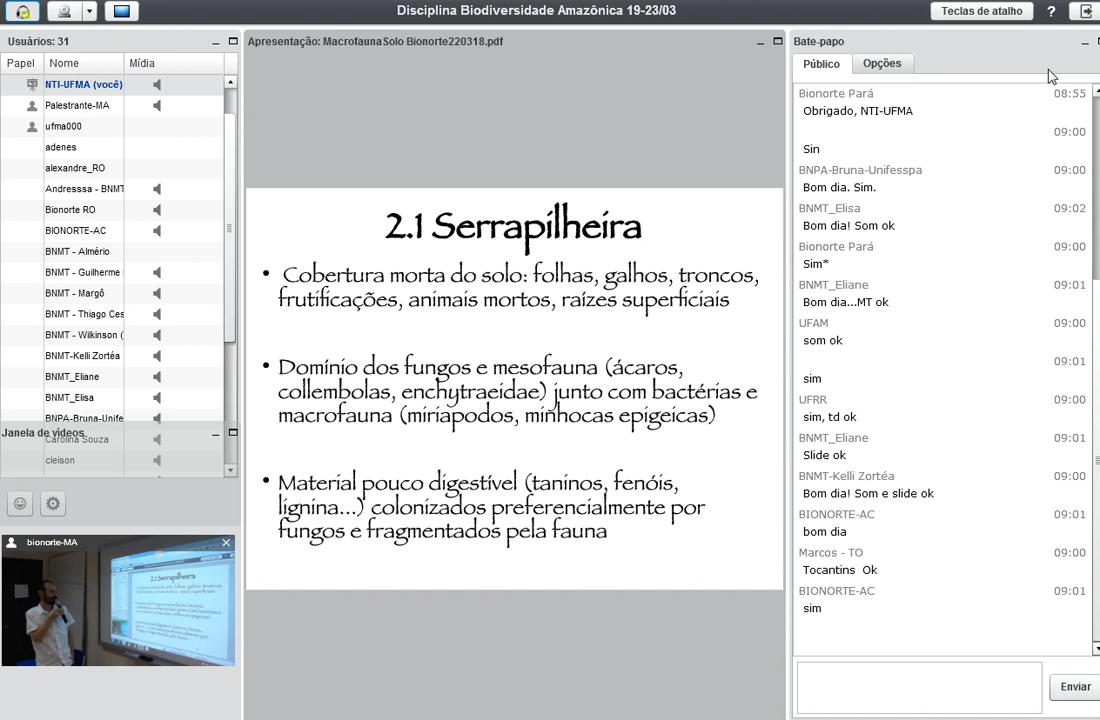 Disciplina Biodiversidade Amazônica 19-23/03
Teclas de atalho
?
Usuários: 31
Papel Nome Mídia
NTI-UFMA (você)
Palestrante-MA
ufma000
adenes
alexandre_RO
Andresssa - BNMT
Bionorte RO
BIONORTE-AC
BNMT - Almério
BNMT - Guilherme
BNMT - Margô
BNMT - Thiago Ces
BNMT - Wilkinson (
BNMT-Kelli Zortéa
BNMT_Eliane
BNMT_Elisa
BNPA-Bruna-Unife
Janela de vídeos
Carolina Souza
cleison
bionorte-MA
2.1 Serrapilheira
Apresentação: MacrofaunaSolo Bionorte220318.pdf
2.1 Serrapilheira
• Cobertura morta do solo: folhas, galhos, troncos,
frutificações, animais mortos, raízes superficiais
• Domínio dos fungos e mesofauna (ácaros,
collembolas, enchytraeidae) junto com bactérias e
macrofauna (miriapodos, minhocas epigeicas)
• Material pouco digestível (taninos, fenóis,
lignina...) colonizados preferencialmente por
fungos e fragmentados pela fauna
Bate-papo
Público Opções
Bionorte Pará 08:55
Obrigado, NTI-UFMA
09:00
Sin
BNPA-Bruna-Unifesspa 09:00
Bom dia. Sim.
BNMT_Elisa 09:02
Bom dia! Som ok
Bionorte Pará 09:00
Sim*
BNMT_Eliane 09:01
Bom dia...MT ok
UFAM 09:00
som ok
09:01
sim
UFRR 09:00
sim, td ok
BNMT_Eliane 09:01
Slide ok
BNMT-Kelli Zortéa 09:00
Bom dia! Som e slide ok
BIONORTE-AC 09:01
bom dia
Marcos - TO 09:00
Tocantins Ok
BIONORTE-AC 09:01
sim
Enviar